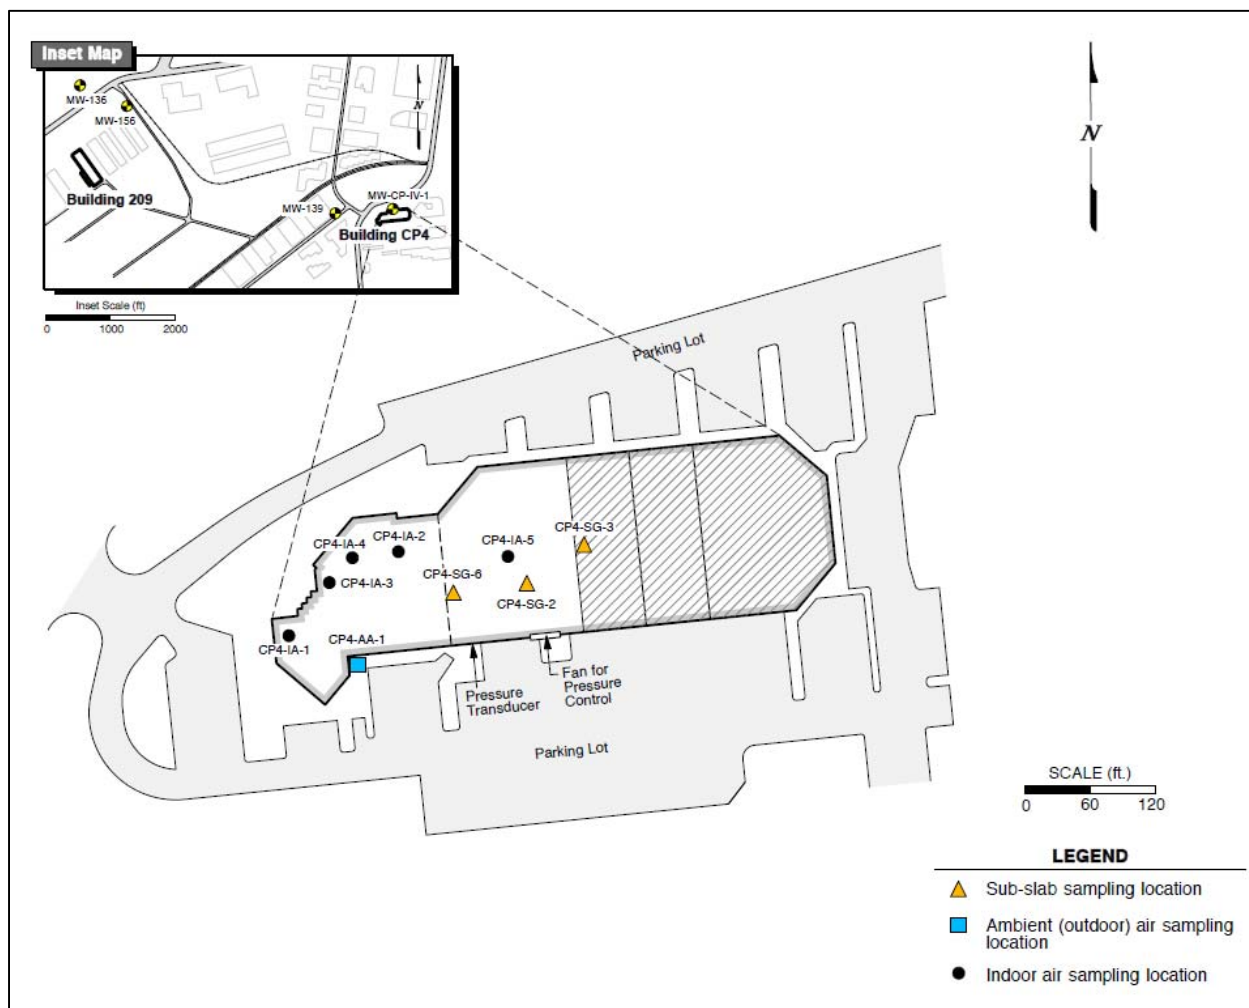 Inset Map
MW-136
MW-156
N
Building 209
MW-139
MW-CP-IV-1
Building CP4
Inset Scale (ft)
0 1000 2000
N
Parking Lot
CP4-SG-3
CP4-IA-4
CP4-IA-2
CP4-IA-5
CP4-IA-3
CP4-SG-6
CP4-SG-2
CP4-IA-1
CP4-AA-1
Pressure
Transducer
Fan for
Pressure
Control
Parking Lot
SCALE (ft.)
0 60 120
LEGEND
Sub-slab sampling location
Ambient (outdoor) air sampling
location
Indoor air sampling location